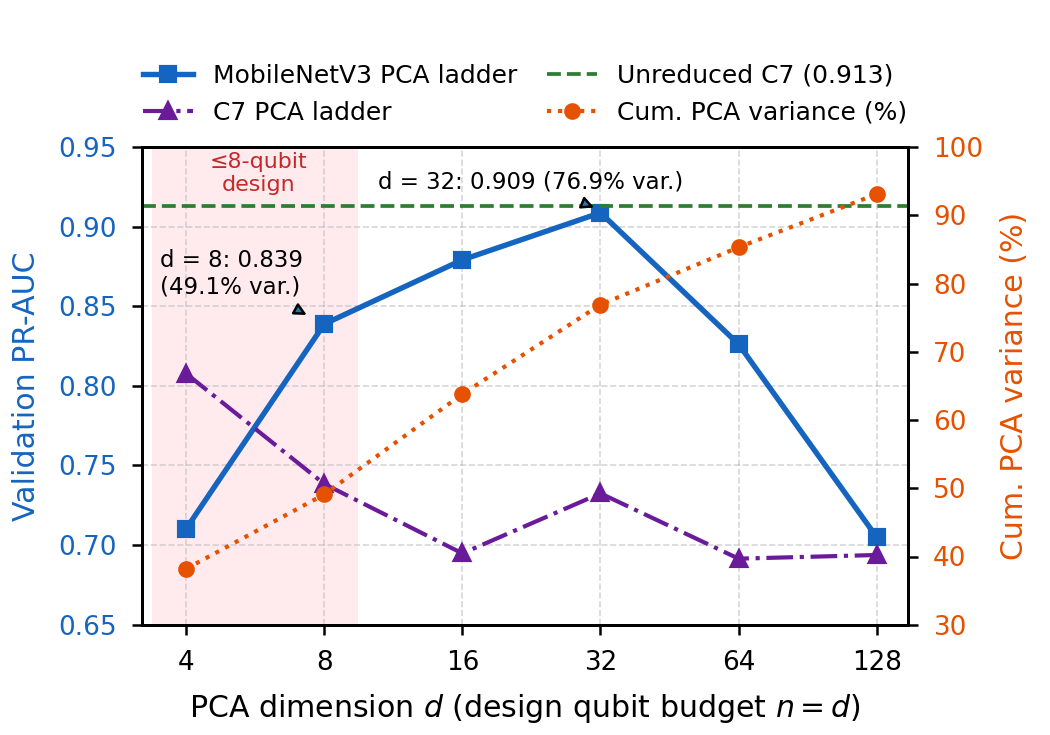 MobileNetV3 PCA ladder
C7 PCA ladder
Unreduced C7 (0.913)
Cum. PCA variance (%)
≤8-qubit
design
d = 32: 0.909 (76.9% var.)
d = 8: 0.839
(49.1% var.)
Validation PR-AUC
0.95
0.90
0.85
0.80
0.75
0.70
0.65
100
90
80
70
60
50
40
30
Cum. PCA variance (%)
4 8 16 32 64 128
PCA dimension d (design qubit budget n = d)